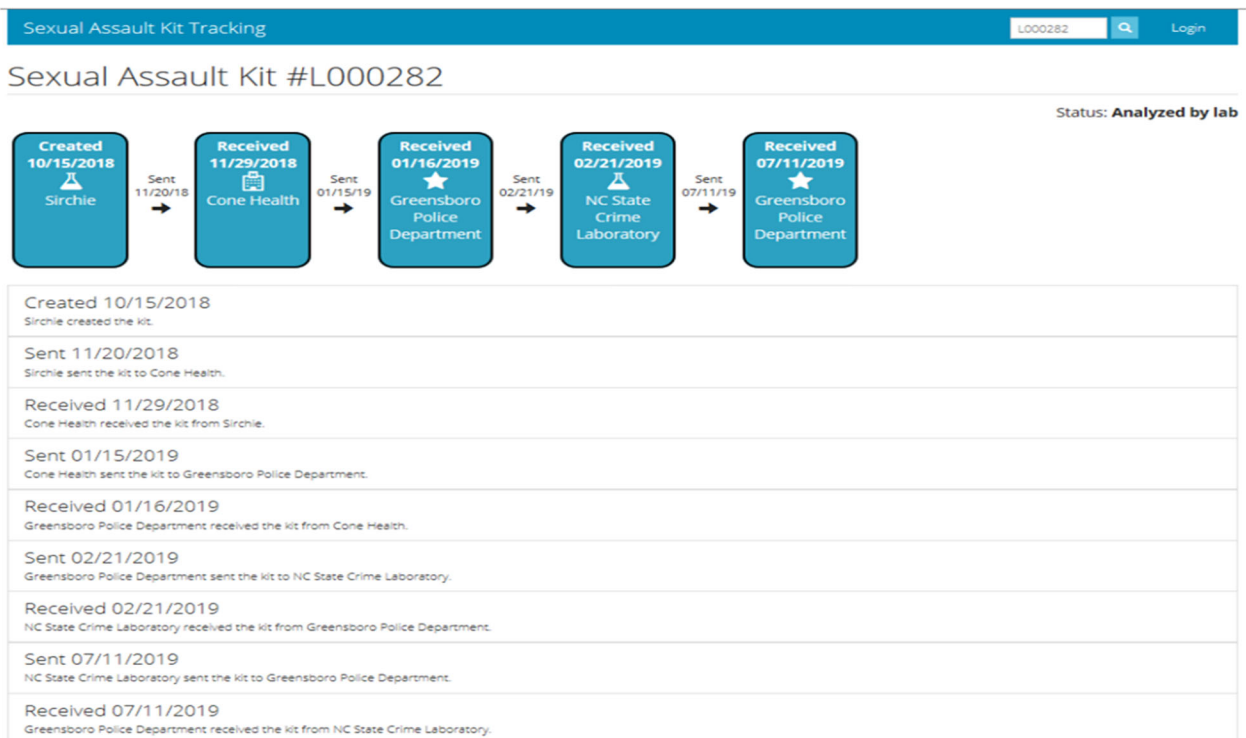 Sexual Assault Kit Tracking
L000282
Login
Sexual Assault Kit #L000282
Status: Analyzed by lab
Created
10/15/2018
Sirchie
Sent
11/20/18
Received
11/29/2018
Cone Health
Sent
01/15/19
Received
01/16/2019
Greensboro
Police
Department
Sent
02/21/19
Received
02/21/2019
NC State
Crime
Laboratory
Sent
07/11/19
Received
07/11/2019
Greensboro
Police
Department
Created 10/15/2018
Sirchie created the kit.
Sent 11/20/2018
Sirchie sent the kit to Cone Health.
Received 11/29/2018
Cone Health received the kit from Sirchie.
Sent 01/15/2019
Cone Health sent the kit to Greensboro Police Department.
Received 01/16/2019
Greensboro Police Department received the kit from Cone Health.
Sent 02/21/2019
Greensboro Police Department sent the kit to NC State Crime Laboratory.
Received 02/21/2019
NC State Crime Laboratory received the kit from Greensboro Police Department.
Sent 07/11/2019
NC State Crime Laboratory sent the kit to Greensboro Police Department.
Received 07/11/2019
Greensboro Police Department received the kit from NC State Crime Laboratory.